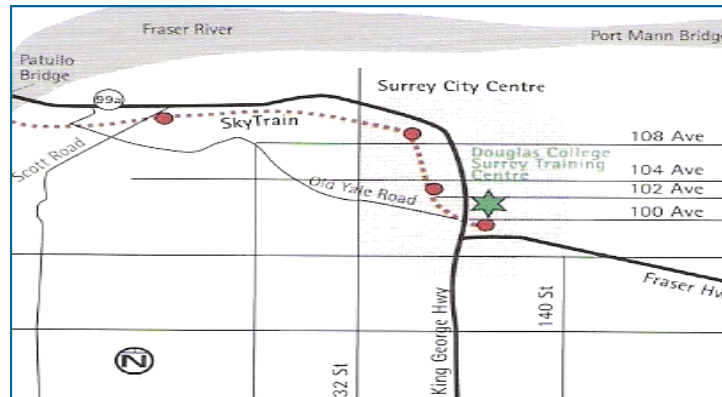 Fraser River
Port Mann Bridge
Patullo
Bridge
99a
Surrey City Centre
SkyTrain
Scott Road
108 Ave
Douglas College
Surrey Training
Centre
104 Ave
102 Ave
Old Yale Road
100 Ave
Fraser Hw
King George Hwy
140 St
32 St
N